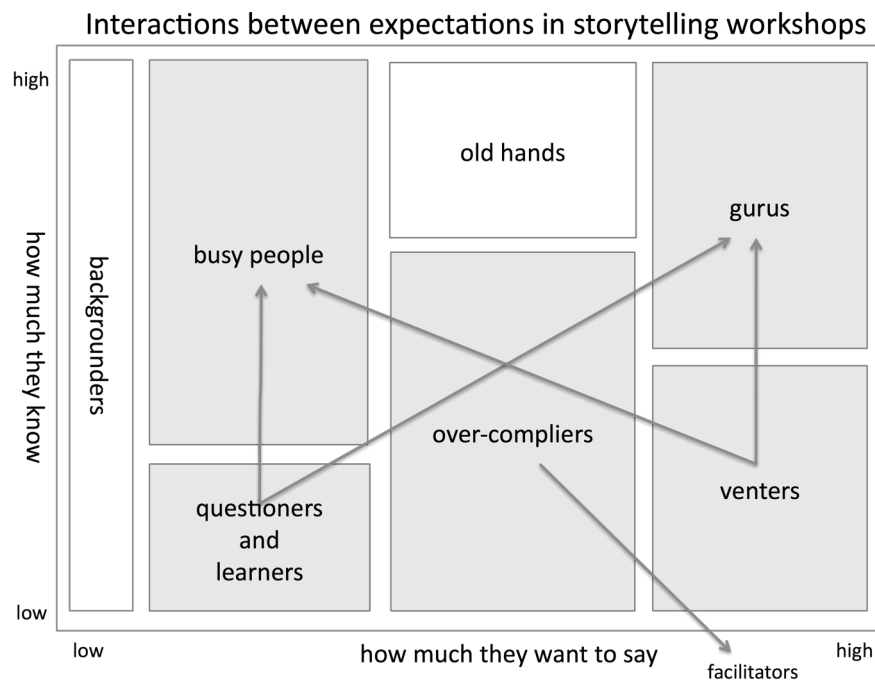 Interactions between expectations in storytelling workshops
high
how much they know
low
backgrounders
busy people
old hands
gurus
over-compliers
questioners
and
learners
venters
low
how much they want to say
high
facilitators